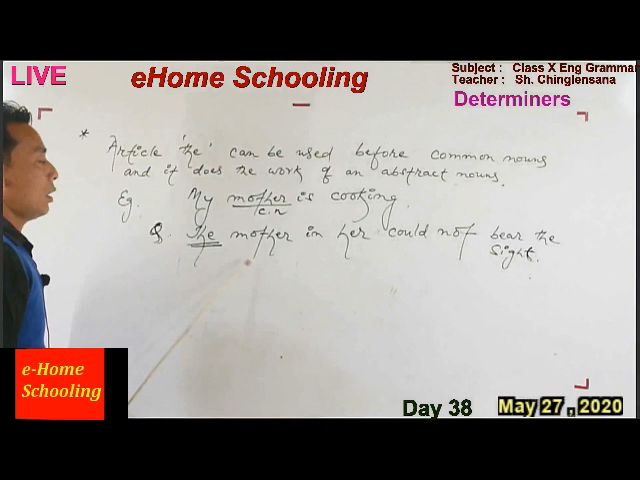 LIVE
eHome Schooling
Subject : Class X Eng Grammar
Teacher : Sh. Chinglensana
Determiners
* Article 'the' can be used before common nouns
and it does the work of an abstract nouns.
Eg. My mother is cooking.
C.N
Q. The mother in her could not bear the
sight.
e-Home
Schooling
Day 38
May 27 , 2020